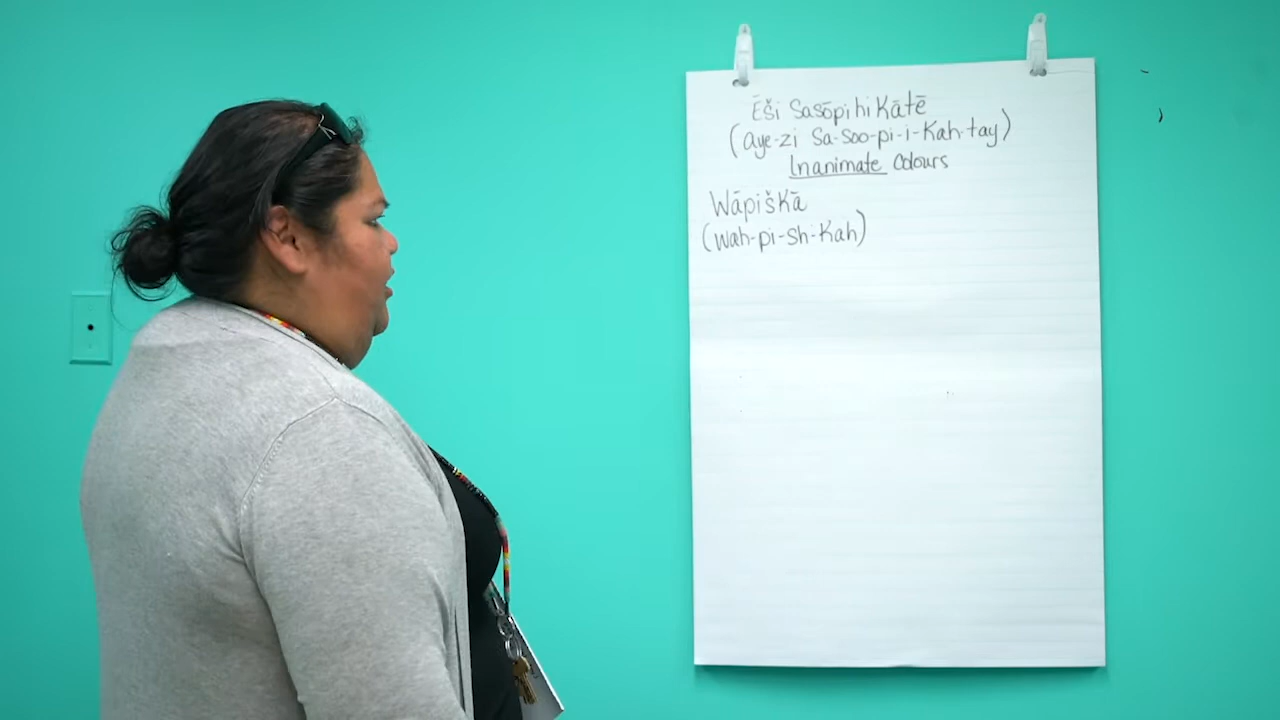 Ēši Sasōpihikātē
(aye-zi Sa-soo-pi-i-Kah-tay)
Inanimate Colours
Wāpiškā
(wah-pi-sh-Kah)